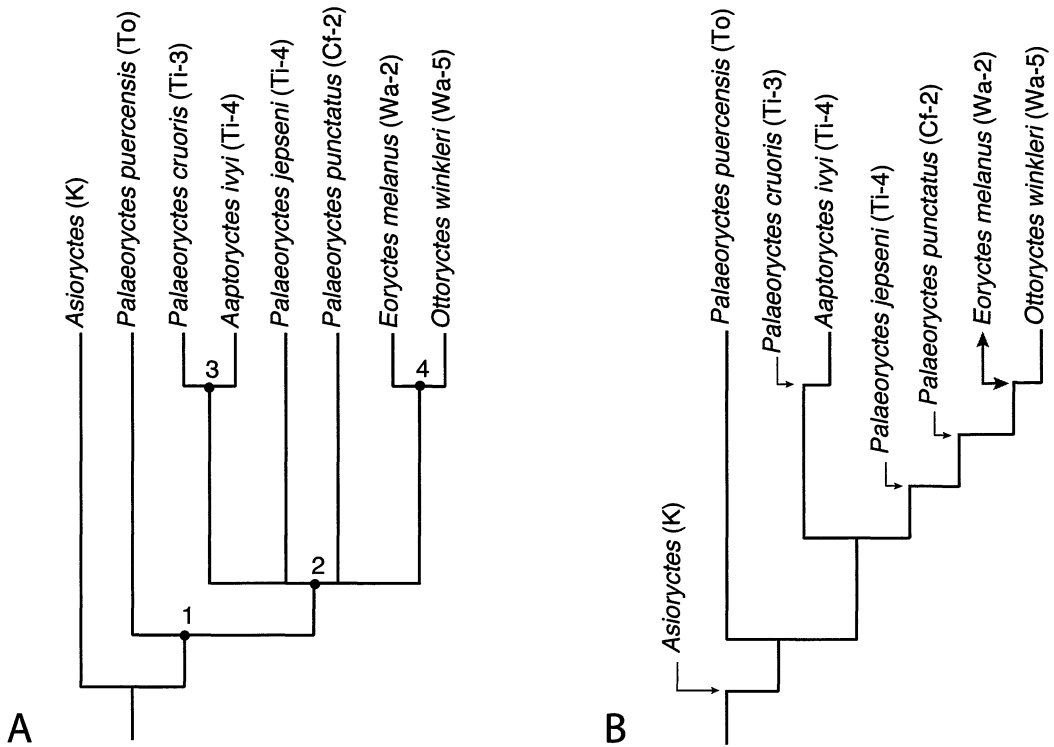 Asioryctes (K)
Palaeoryctes puercensis (To)
Palaeoryctes cruoris (Ti-3)
Aaptoryctes ivyi (Ti-4)
Palaeoryctes jepseni (Ti-4)
Palaeoryctes punctatus (Cf-2)
Eoryctes melanus (Wa-2)
Ottoryctes winkleri (Wa-5)
3
4
2
1
A
Asioryctes (K)
Palaeoryctes puercensis (To)
Palaeoryctes cruoris (Ti-3)
Aaptoryctes ivyi (Ti-4)
Palaeoryctes jepseni (Ti-4)
Palaeoryctes punctatus (Cf-2)
Eoryctes melanus (Wa-2)
Ottoryctes winkleri (Wa-5)
B